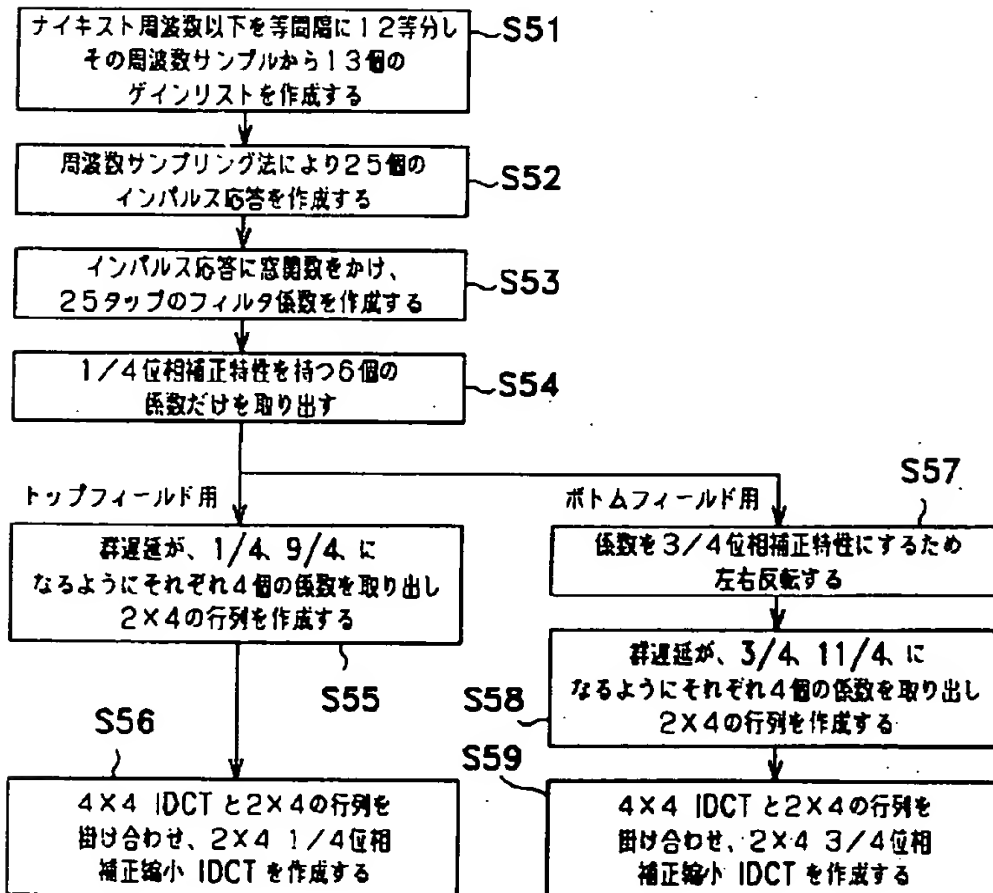 ナイキスト周波数以下を等間隔に12等分し
その周波数サンプルから13個の
ゲインリストを作成する
S51
周波数サンプリング法により25個の
インパルス応答を作成する
S52
インパルス応答に窓関数をかけ、
25タップのフィルタ係数を作成する
S53
1/4位相補正特性を持つ6個の
係数だけを取り出す
S54
トップフィールド用
群遅延が、1/4、9/4、に
なるようにそれぞれ4個の係数を取り出し
2×4の行列を作成する
S55
S56
4×4 IDCTと2×4の行列を
掛け合わせ、2×4 1/4位相
補正縮小 IDCTを作成する
ボトムフィールド用
S57
係数を3/4位相補正特性にするため
左右反転する
群遅延が、3/4、11/4、に
なるようにそれぞれ4個の係数を取り出し
2×4の行列を作成する
S58
S59
4×4 IDCTと2×4の行列を
掛け合わせ、2×4 3/4位相
補正縮小 IDCTを作成する